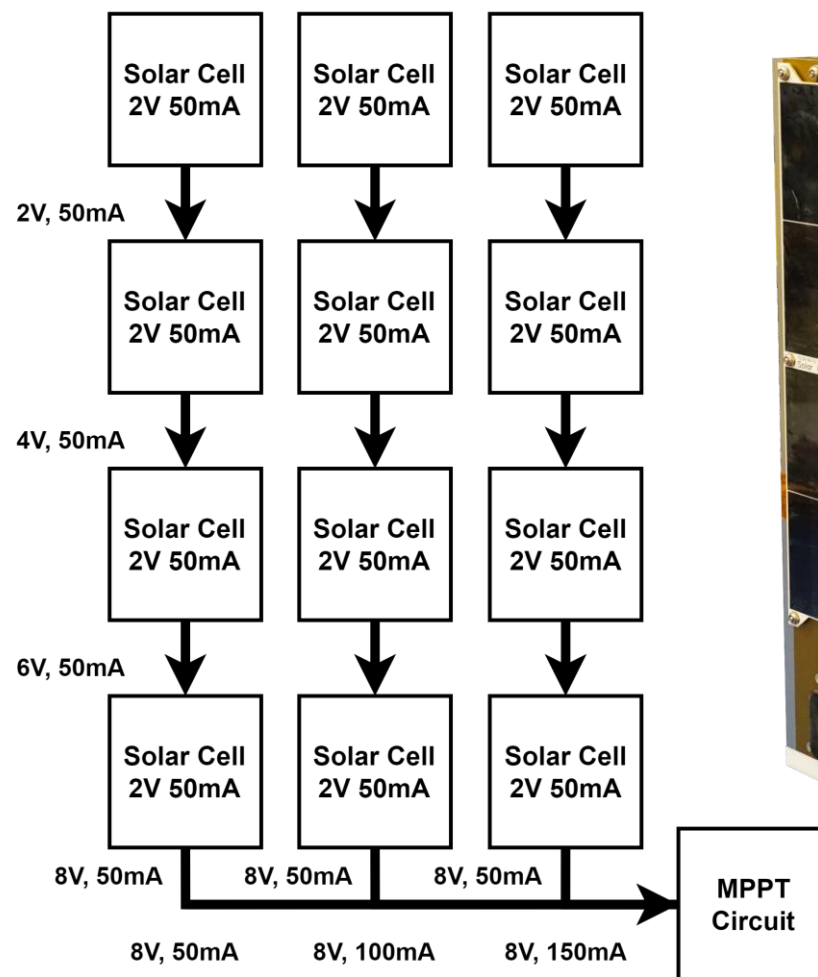 Solar Cell
2V 50mA
Solar Cell
2V 50mA
Solar Cell
2V 50mA
2V, 50mA
Solar Cell
2V 50mA
Solar Cell
2V 50mA
Solar Cell
2V 50mA
4V, 50mA
Solar Cell
2V 50mA
Solar Cell
2V 50mA
Solar Cell
2V 50mA
6V, 50mA
Solar Cell
2V 50mA
Solar Cell
2V 50mA
Solar Cell
2V 50mA
8V, 50mA
8V, 50mA
8V, 50mA
MPPT
Circuit
8V, 50mA
8V, 100mA
8V, 150mA
Solar